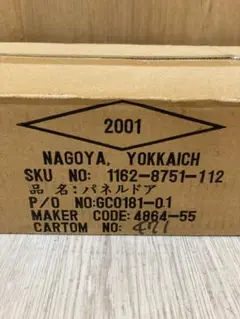 2001
NAGOYA, YOKKAICH
SKU NO: 1162-8751-112
品 名:パネルドア
P/O NO:GC0181-01
MAKER CODE:4864-55
CARTOM NO: 471